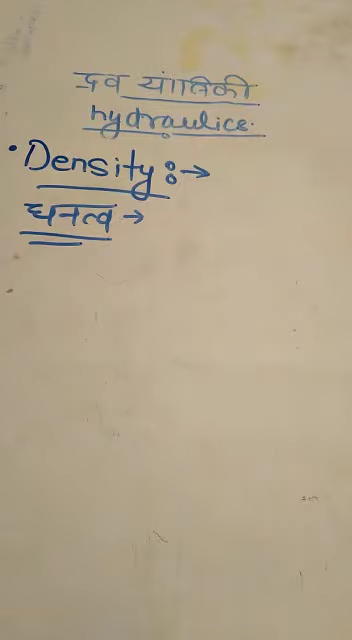 द्रव यांत्रिकी
hydraulice.
• Density :→
घनत्व →